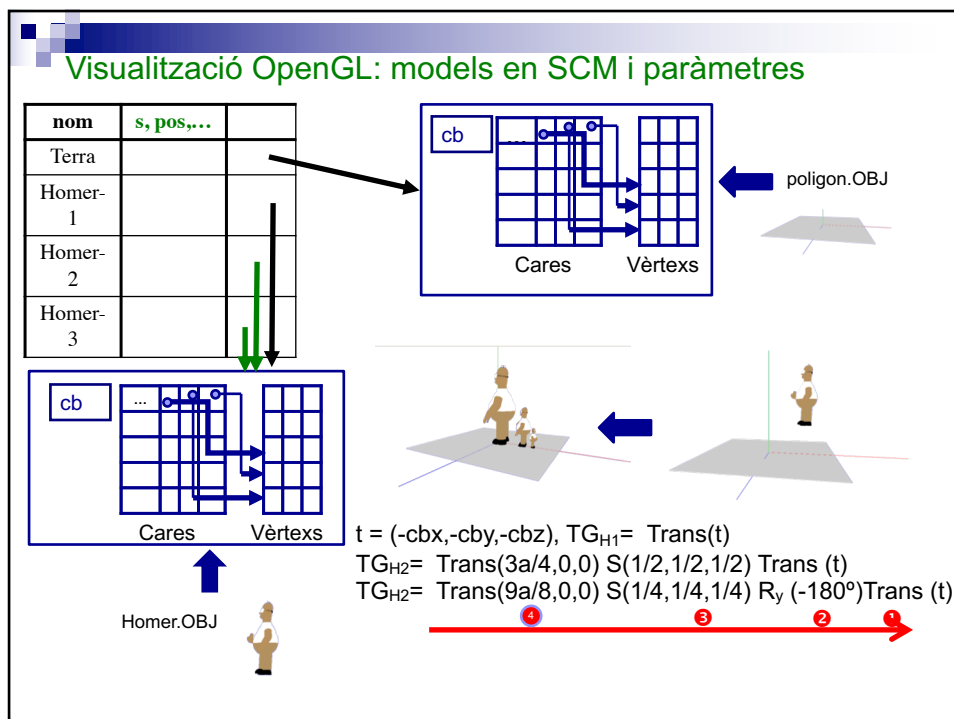 Visualització OpenGL: models en SCM i paràmetres
nom s, pos,...
Terra
Homer-
1
Homer-
2
Homer-
3
cb
...
Cares Vèrtexs
poligon.OBJ
cb
...
Cares Vèrtexs
Homer.OBJ
t = (-cbx,-cby,-cbz), TGH1= Trans(t)
TGH2= Trans(3a/4,0,0) S(1/2,1/2,1/2) Trans (t)
TGH2= Trans(9a/8,0,0) S(1/4,1/4,1/4) Ry (-180º)Trans (t)
4 3 2 1